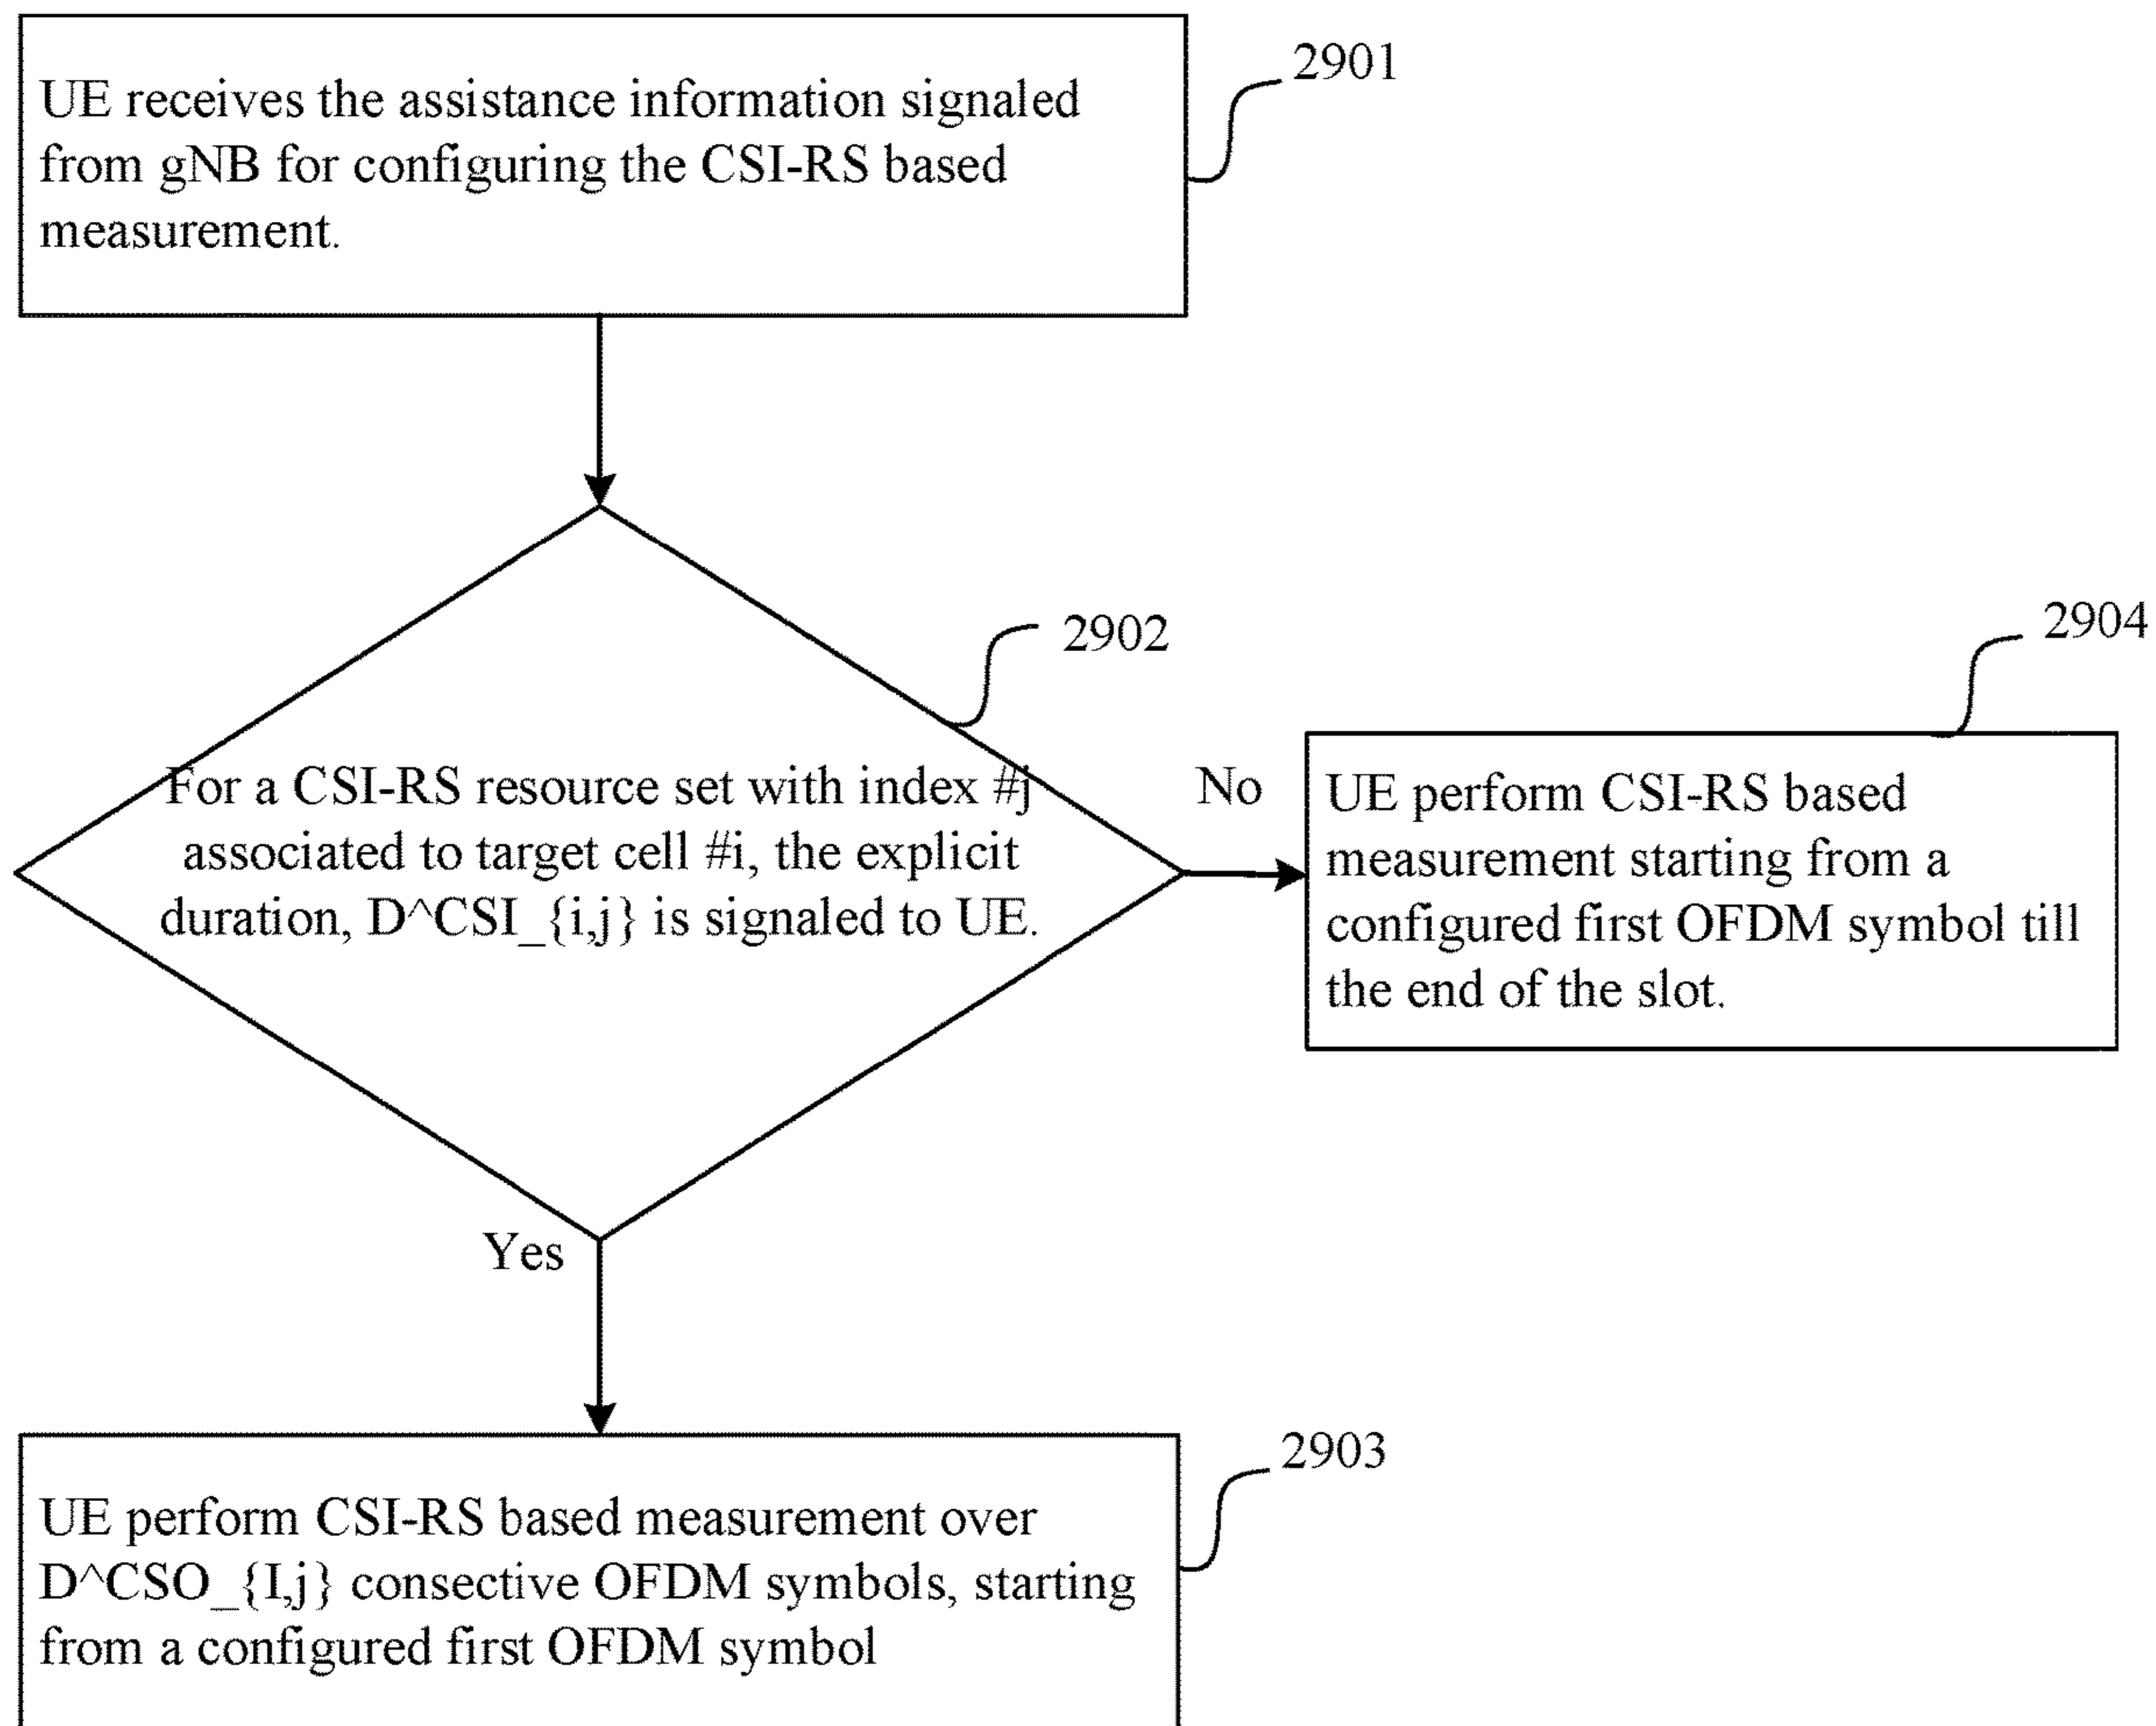 UE receives the assistance information signaled
from gNB for configuring the CSI-RS based
measurement.
2901
2902
For a CSI-RS resource set with index #j
associated to target cell #i, the explicit
duration, D^CSI_{i,j} is signaled to UE.
No
2904
UE perform CSI-RS based
measurement starting from a
configured first OFDM symbol till
the end of the slot.
Yes
2903
UE perform CSI-RS based measurement over
D^CSO_{I,j} consective OFDM symbols, starting
from a configured first OFDM symbol